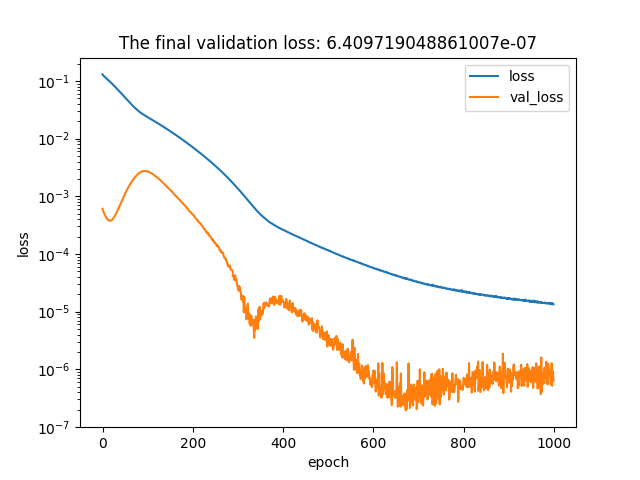 The final validation loss: 6.409719048861007e-07
loss
val_loss
10⁻¹
10⁻²
10⁻³
10⁻⁴
10⁻⁵
10⁻⁶
10⁻⁷
loss
0 200 400 600 800 1000
epoch